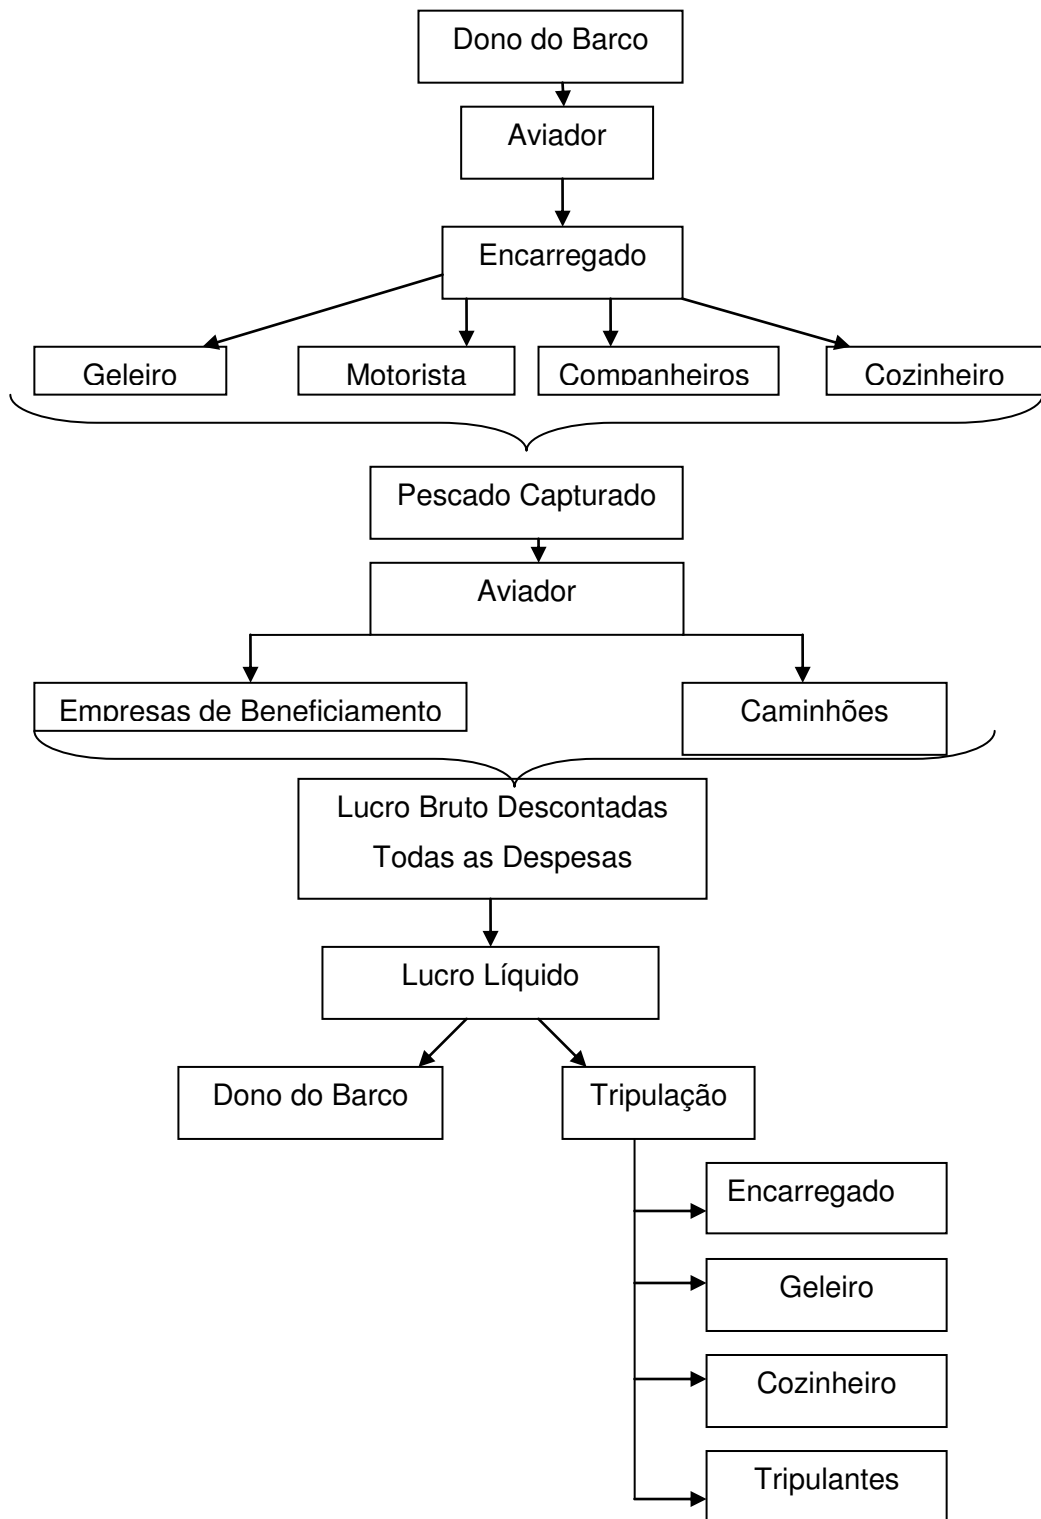 Dono do Barco
Aviador
Encarregado
Geleiro
Motorista
Companheiros
Cozinheiro
Pescado Capturado
Aviador
Empresas de Beneficiamento
Caminhões
Lucro Bruto Descontadas
Todas as Despesas
Lucro Líquido
Dono do Barco
Tripulação
Encarregado
Geleiro
Cozinheiro
Tripulantes